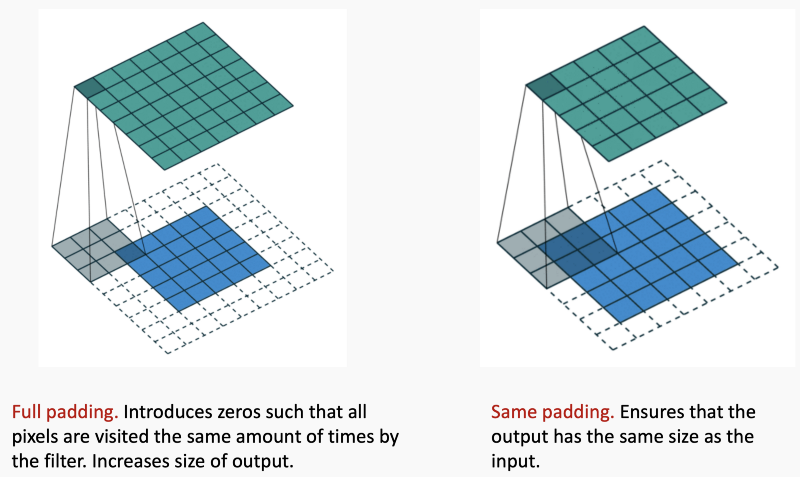 Full padding. Introduces zeros such that all
pixels are visited the same amount of times by
the filter. Increases size of output.
Same padding. Ensures that the
output has the same size as the
input.